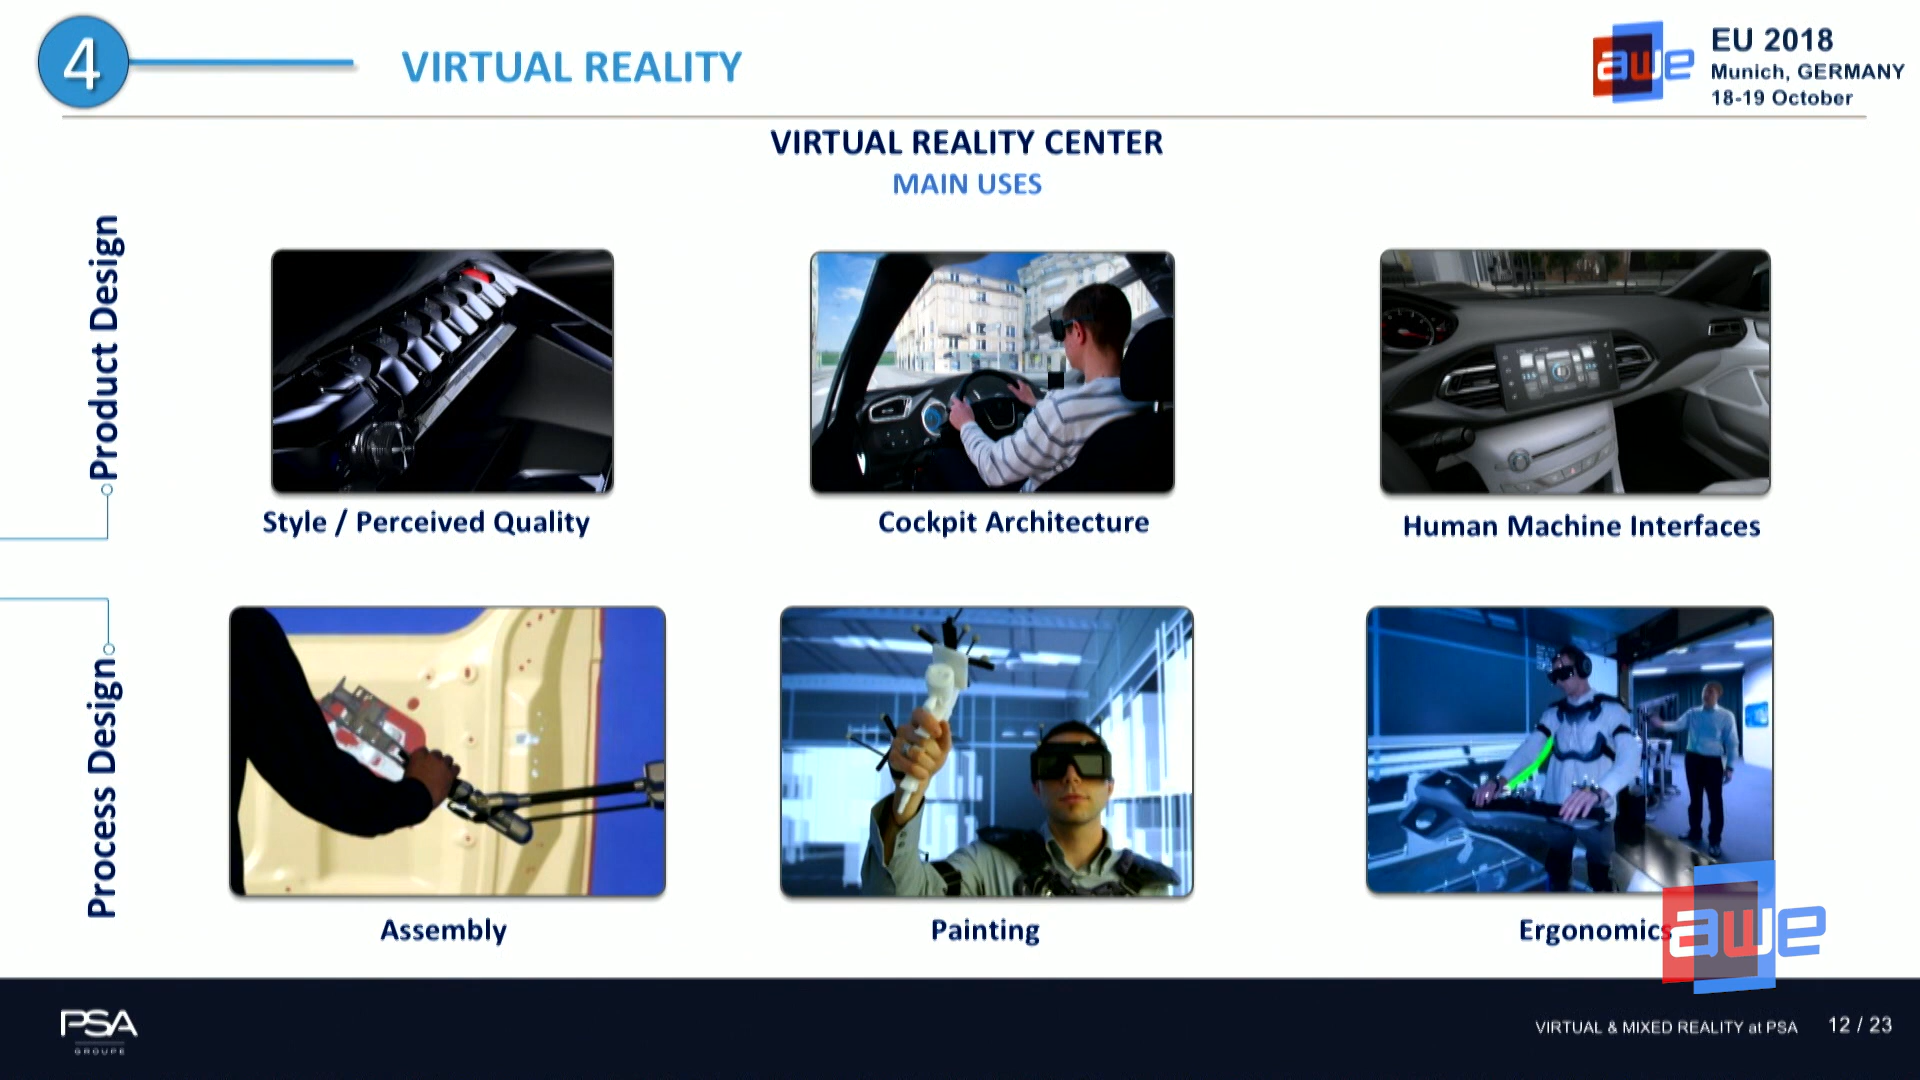 4
VIRTUAL REALITY
awe
EU 2018
Munich, GERMANY
18-19 October
VIRTUAL REALITY CENTER
MAIN USES
Product Design
Style / Perceived Quality
Cockpit Architecture
Human Machine Interfaces
Process Design
Assembly
Painting
Ergonomics
awe
PSA
GROUPE
VIRTUAL & MIXED REALITY at PSA
12 / 23